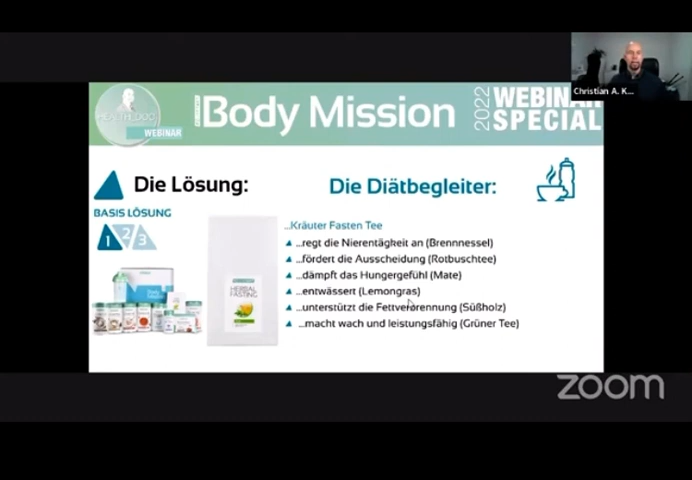 Christian A. K...
Body Mission
2022
WEBINAR
SPECIAL
WEBINAR
Die Lösung:
Die Diätbegleiter:
BASIS LÖSUNG
1 2 3
...Kräuter Fasten Tee
...regt die Nierentägkeit an (Brennnessel)
...fördert die Ausscheidung (Rotbuschtee)
...dämpft das Hungergefühl (Mate)
...entwässert (Lemongras)
...unterstützt die Fettverbrennung (Süßholz)
...macht wach und leistungsfähig (Grüner Tee)
HERBAL
FASTING
zoom